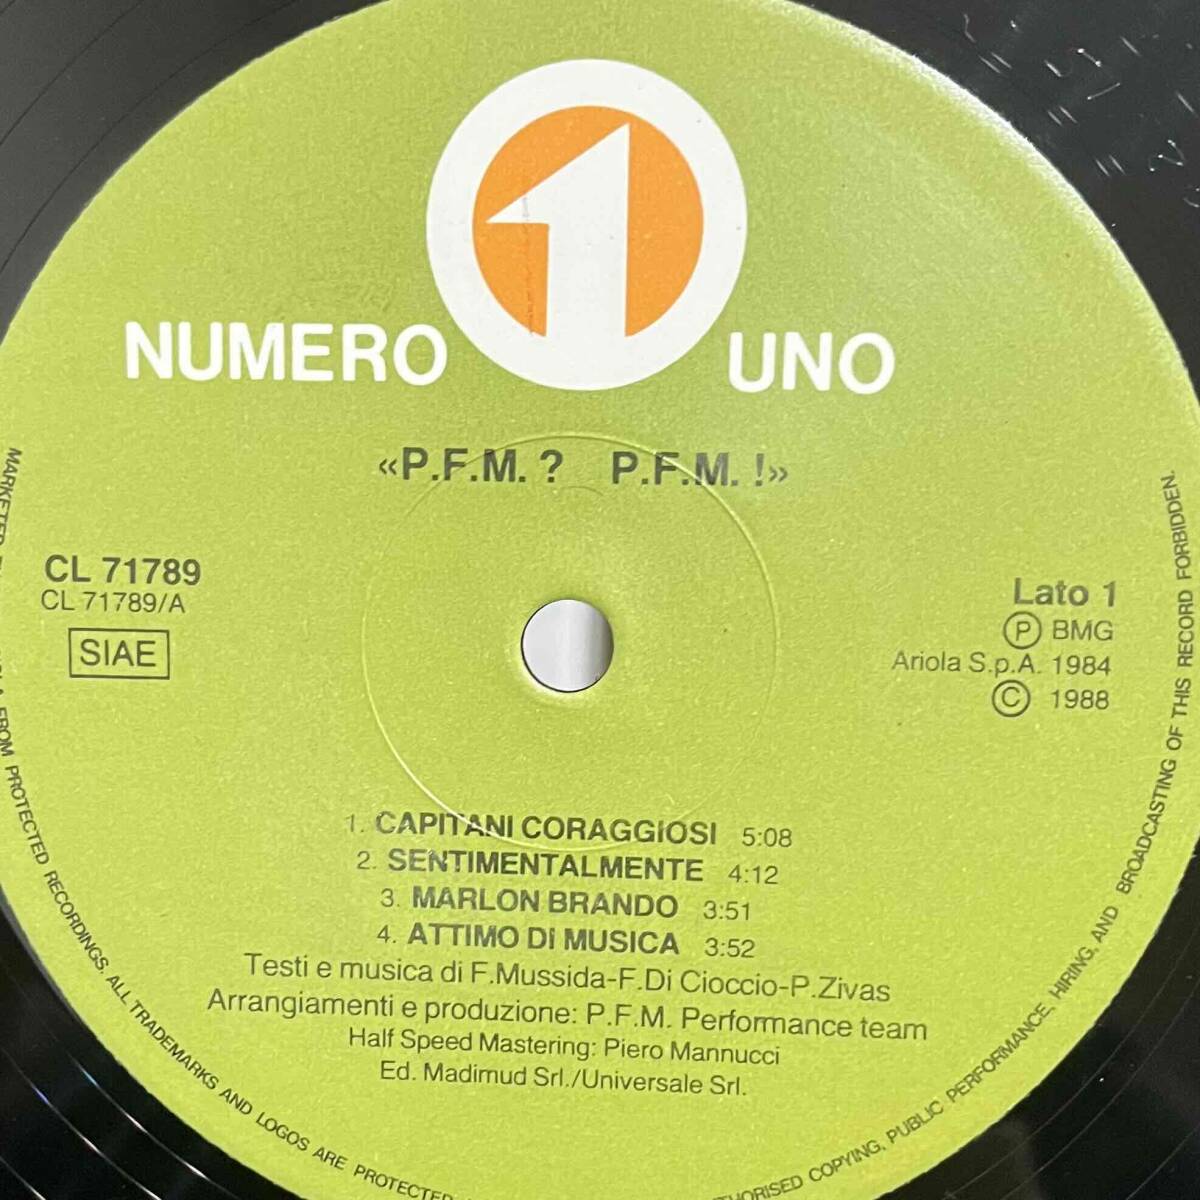 1
NUMERO UNO
«P.F.M. ? P.F.M. !»
CL 71789
CL 71789/A
SIAE
Lato 1
Ⓟ BMG
Ariola S.p.A. 1984
© 1988
1. CAPITANI CORAGGIOSI 5:08
2. SENTIMENTALMENTE 4:12
3. MARLON BRANDO 3:51
4. ATTIMO DI MUSICA 3:52
Testi e musica di F.Mussida-F.Di Cioccio-P.Zivas
Arrangiamenti e produzione: P.F.M. Performance team
Half Speed Mastering: Piero Mannucci
Ed. Madimud Srl./Universale Srl.
MARKETED
FROM PROTECTED RECORDINGS. ALL TRADEMARKS AND LOGOS ARE PROTECTED
COPYING, PUBLIC PERFORMANCE, HIRING, AND BROADCASTING OF THIS RECORD FORBIDDEN.